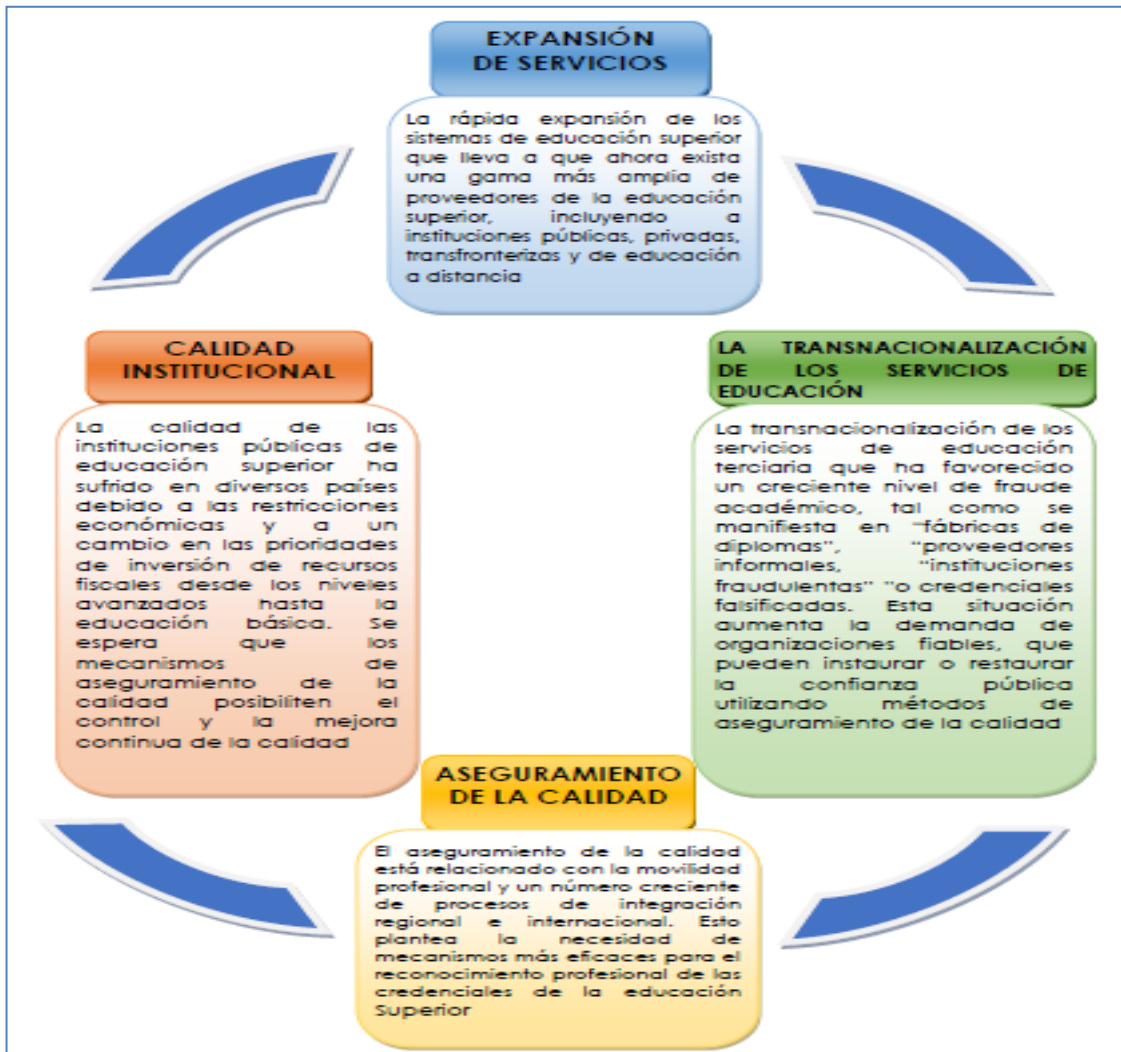 EXPANSIÓN
DE SERVICIOS
La rápida expansión de los
sistemas de educación superior
que lleva a que ahora exista
una gama más amplia de
proveedores de la educación
superior, incluyendo a
instituciones públicas, privadas,
transfronterizas y de educación
a distancia
CALIDAD
INSTITUCIONAL
La calidad de las
instituciones públicas de
educación superior ha
sufrido en diversos países
debido a las restricciones
económicas y a un
cambio en las prioridades
de inversión de recursos
fiscales desde los niveles
avanzados hasta la
educación básica. Se
espera que los
mecanismos de
aseguramiento de la
calidad posibiliten el
control y la mejora
continua de la calidad
LA TRANSNACIONALIZACIÓN
DE LOS SERVICIOS DE
EDUCACIÓN
La transnacionalización de los
servicios de educación
terciaria que ha favorecido
un creciente nivel de fraude
académico, tal como se
manifiesta en "fábricas de
diplomas", "proveedores
informales, "instituciones
fraudulentas" "o credenciales
falsificadas. Esta situación
aumenta la demanda de
organizaciones fiables, que
pueden instaurar o restaurar
la confianza pública
utilizando métodos de
aseguramiento de la calidad
ASEGURAMIENTO
DE LA CALIDAD
El aseguramiento de la calidad
está relacionado con la movilidad
profesional y un número creciente
de procesos de integración
regional e internacional. Esto
plantea la necesidad de
mecanismos más eficaces para el
reconocimiento profesional de las
credenciales de la educación
Superior